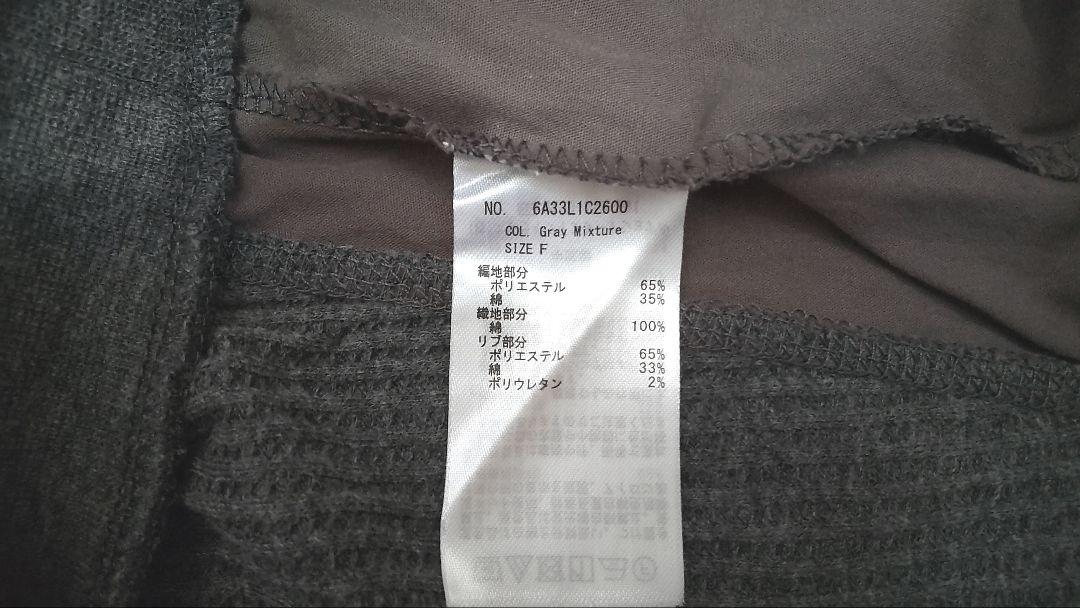 NO. 6A33L1C2600
COL. Gray Mixture
SIZE F
編地部分
ポリエステル 65%
綿 35%
織地部分
綿 100%
リブ部分
ポリエステル 65%
綿 33%
ポリウレタン 2%